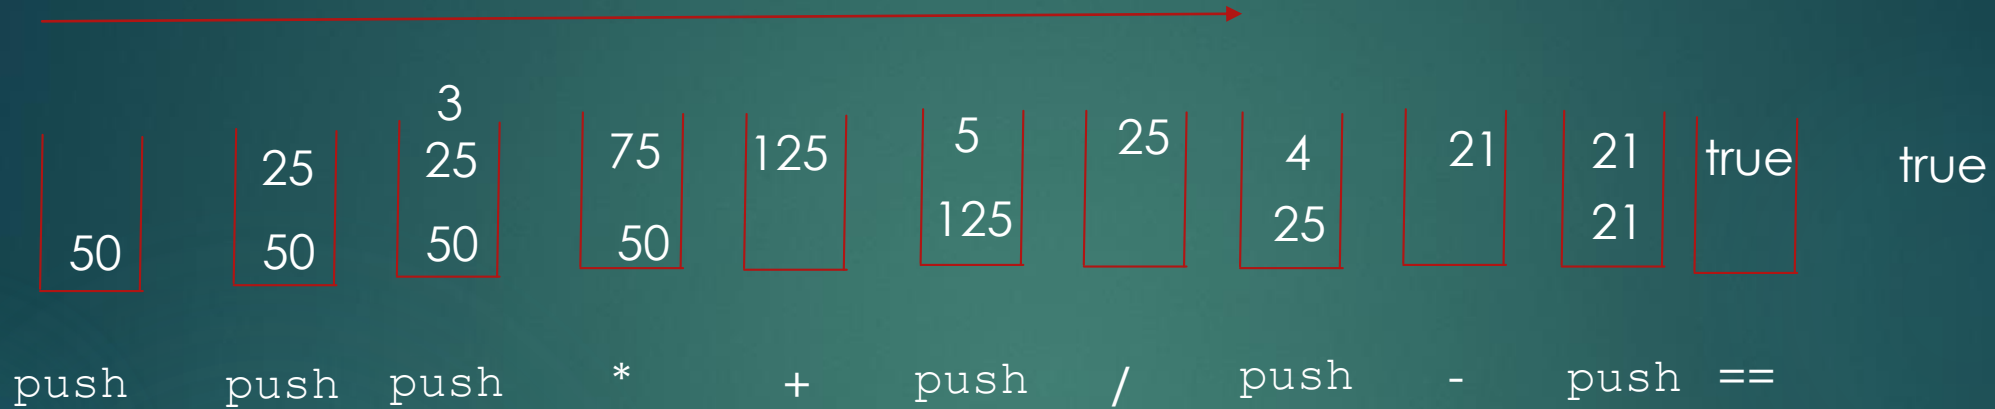 3
25 25 75 125 5 25 4 21 21 true true
50 50 50 50 125 25 21
push push push * + push / push - push ==